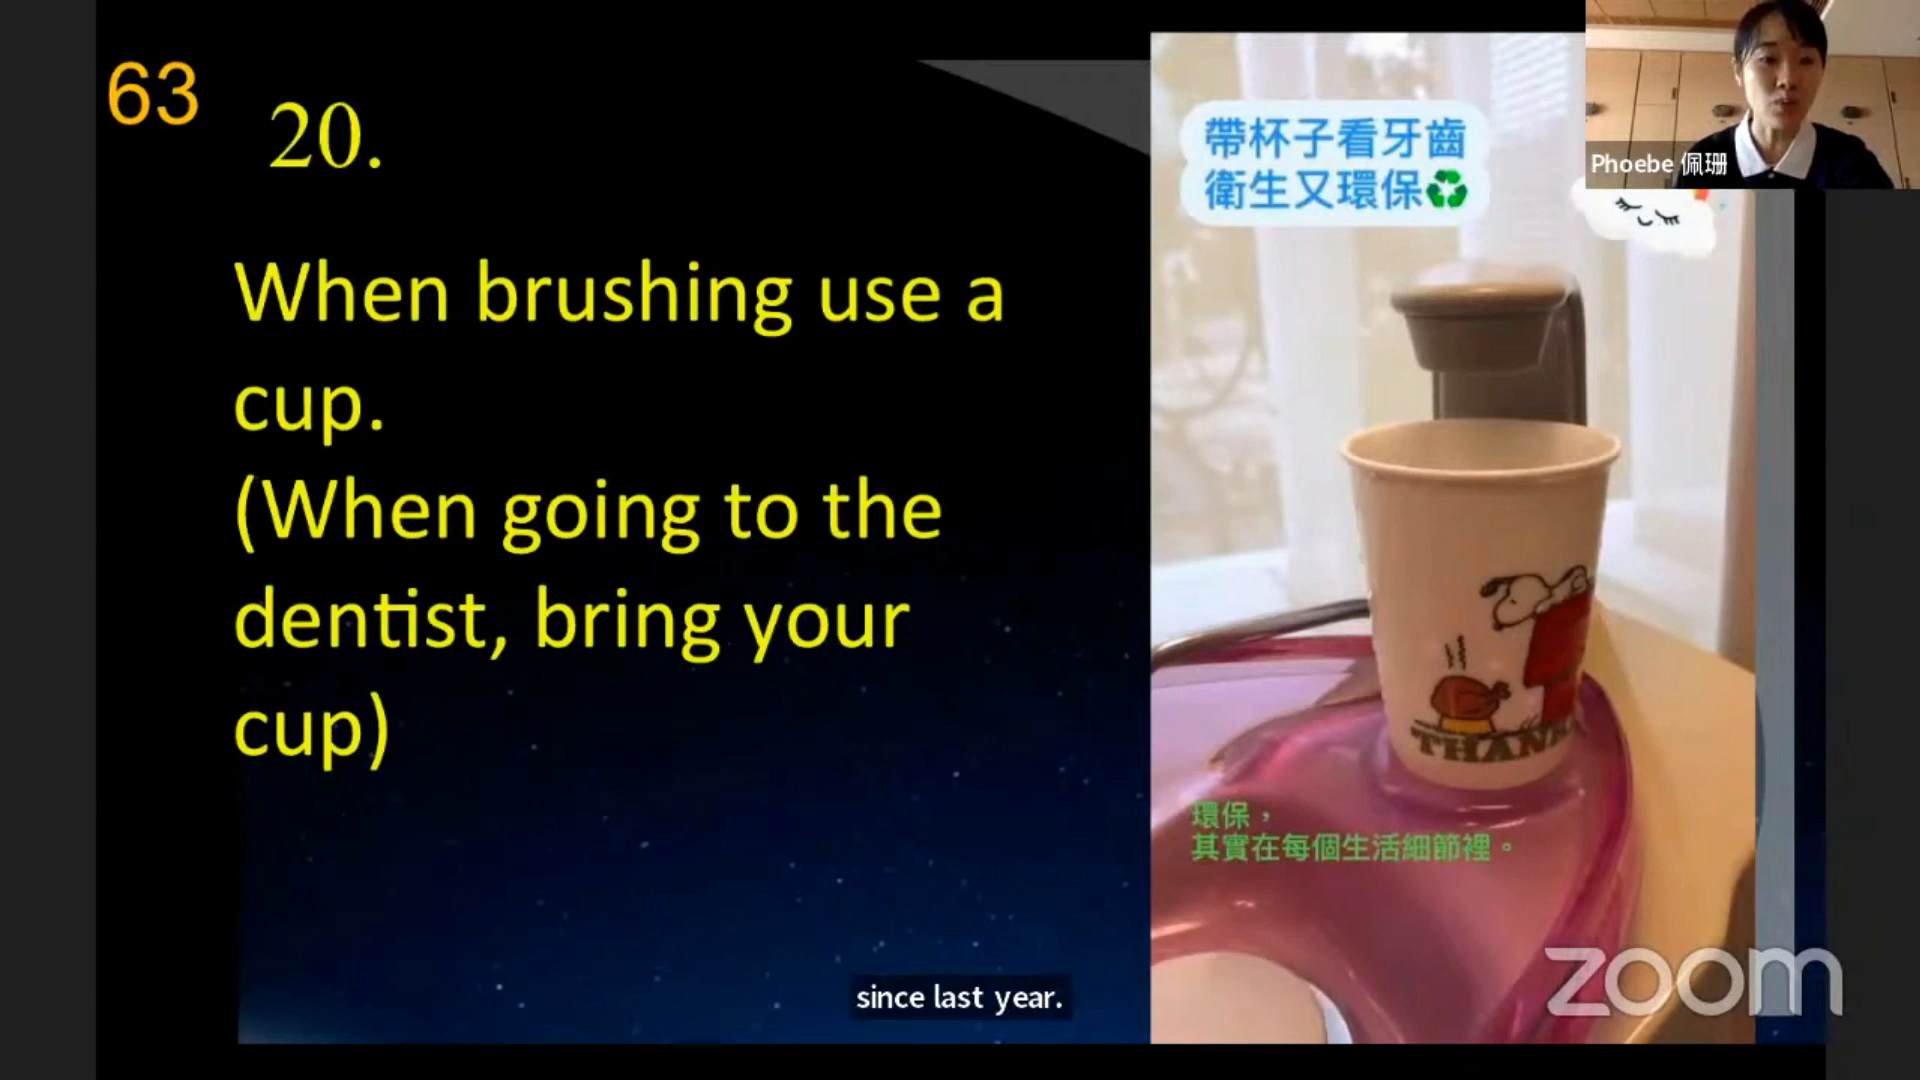 63
20.
When brushing use a
cup.
(When going to the
dentist, bring your
cup)
帶杯子看牙齒
衛生又環保
Phoebe 佩珊
環保，
其實在每個生活細節裡。
since last year.
zoom